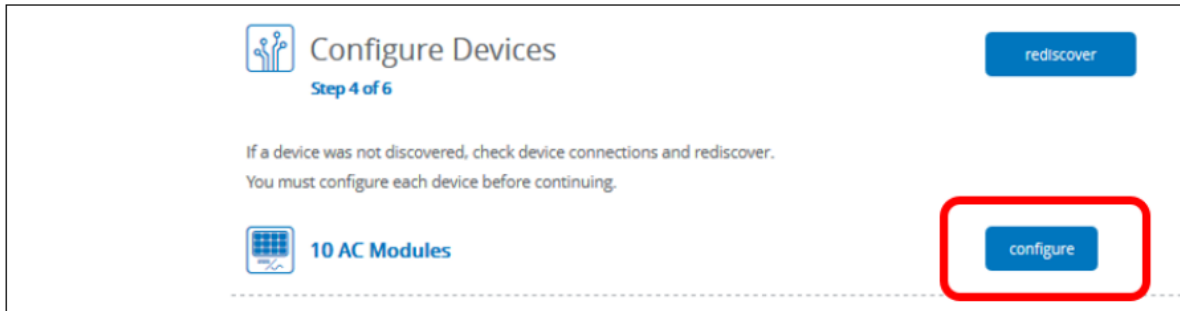 Configure Devices
rediscover
Step 4 of 6
If a device was not discovered, check device connections and rediscover.
You must configure each device before continuing.
10 AC Modules
configure